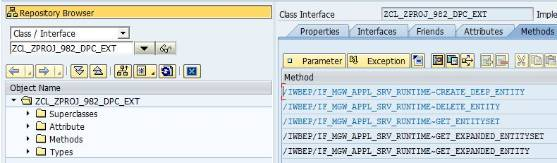 Repository Browser
Class / Interface
ZCL_ZPROJ_982_DPC_EXT
Object Name
ZCL_ZPROJ_982_DPC_EXT
Superclasses
Attribute
Methods
Types
Class Interface ZCL_ZPROJ_982_DPC_EXT Imple
Properties Interfaces Friends Attributes Methods
Parameter Exception
Method
/IWBEP/IF_MGW_APPL_SRV_RUNTIME~CREATE_DEEP_ENTITY
/IWBEP/IF_MGW_APPL_SRV_RUNTIME~DELETE_ENTITY
/IWBEP/IF_MGW_APPL_SRV_RUNTIME~GET_ENTITYSET
/IWBEP/IF_MGW_APPL_SRV_RUNTIME~GET_EXPANDED_ENTITYSET
/IWBEP/IF_MGW_APPL_SRV_RUNTIME~GET_EXPANDED_ENTITY